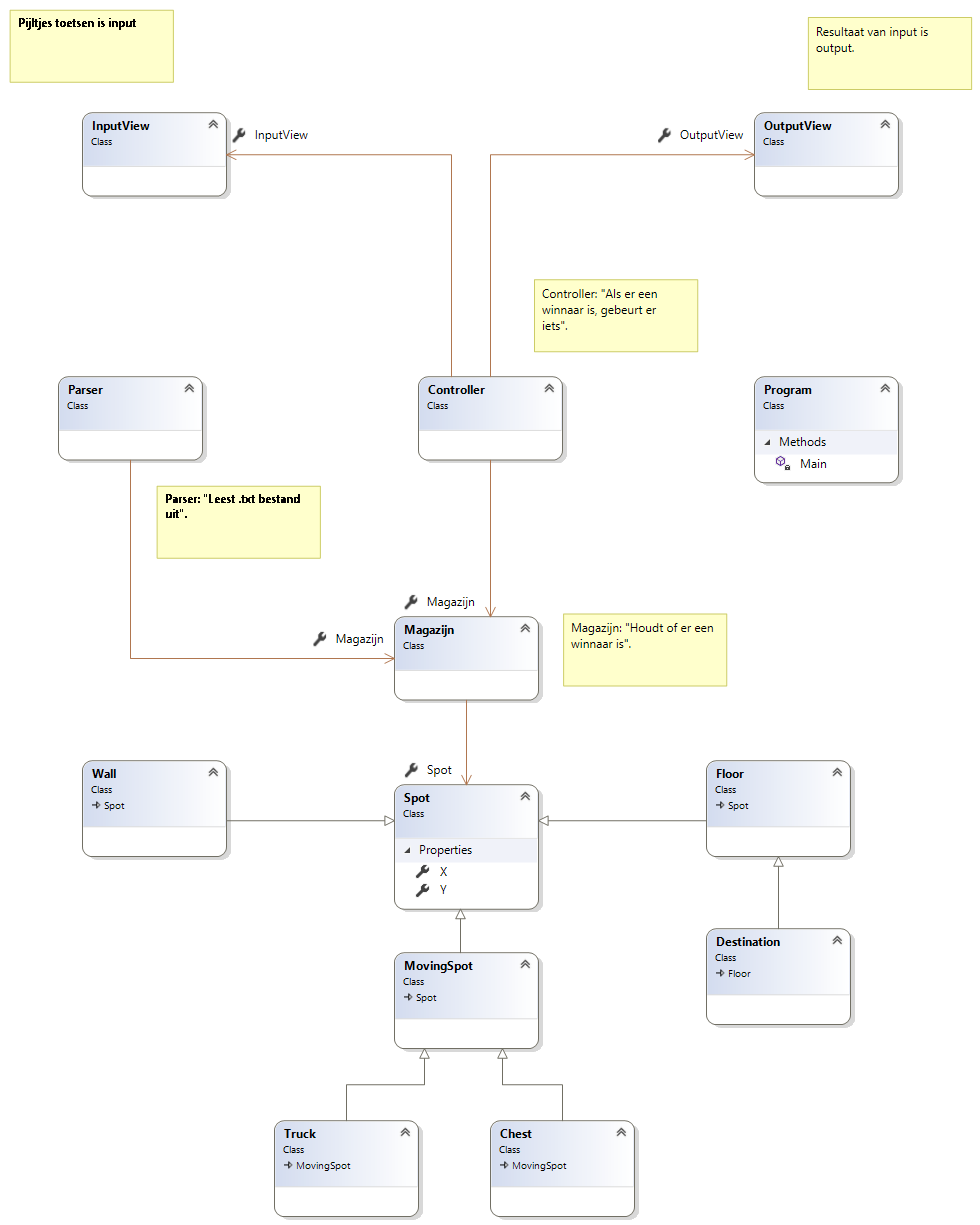 Pijltjes toetsen is input
Resultaat van input is
output.
InputView
Class
InputView
OutputView
OutputView
Class
Controller: "Als er een
winnaar is, gebeurt er
iets".
Parser
Class
Controller
Class
Program
Class
Methods
Main
Parser: "Leest .txt bestand
uit".
Magazijn
Magazijn
Magazijn
Class
Magazijn: "Houdt of er een
winnaar is".
Wall
Class
Spot
Spot
Spot
Class
Properties
X
Y
Floor
Class
Spot
MovingSpot
Class
Spot
Destination
Class
Floor
Truck
Class
MovingSpot
Chest
Class
MovingSpot